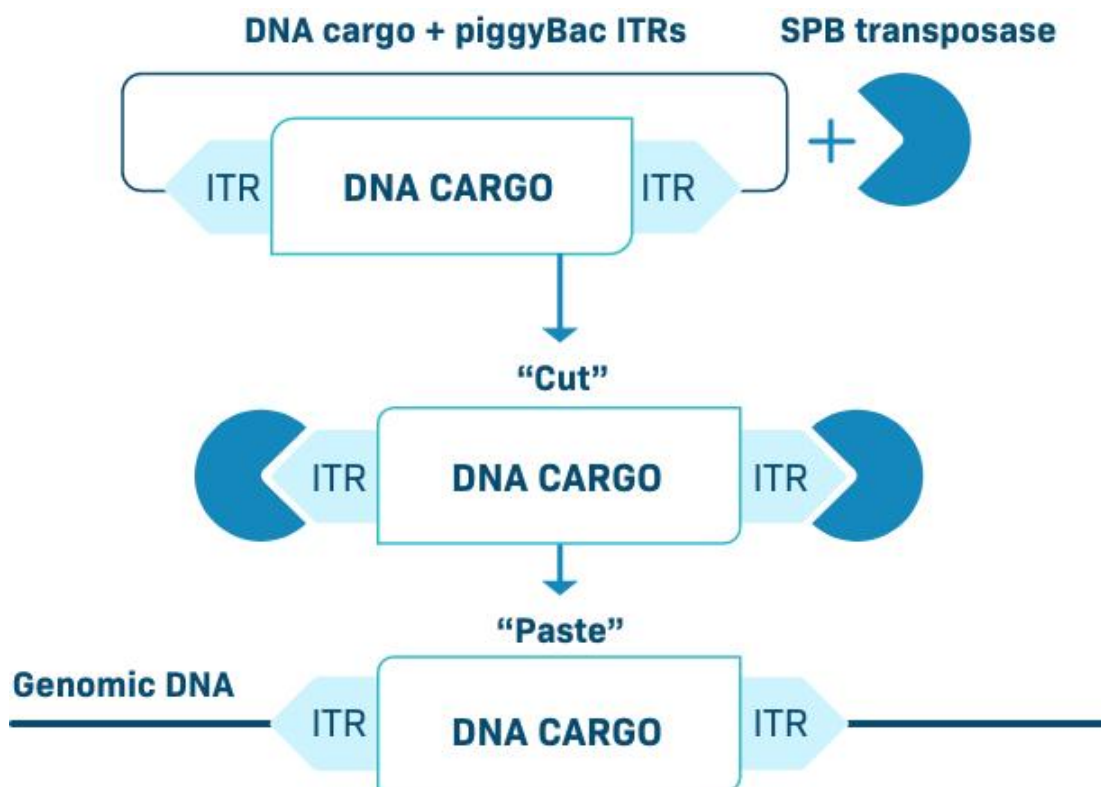 DNA cargo + piggyBac ITRs
SPB transposase
ITR
DNA CARGO
ITR
+
“Cut”
ITR
DNA CARGO
ITR
“Paste”
Genomic DNA
ITR
DNA CARGO
ITR